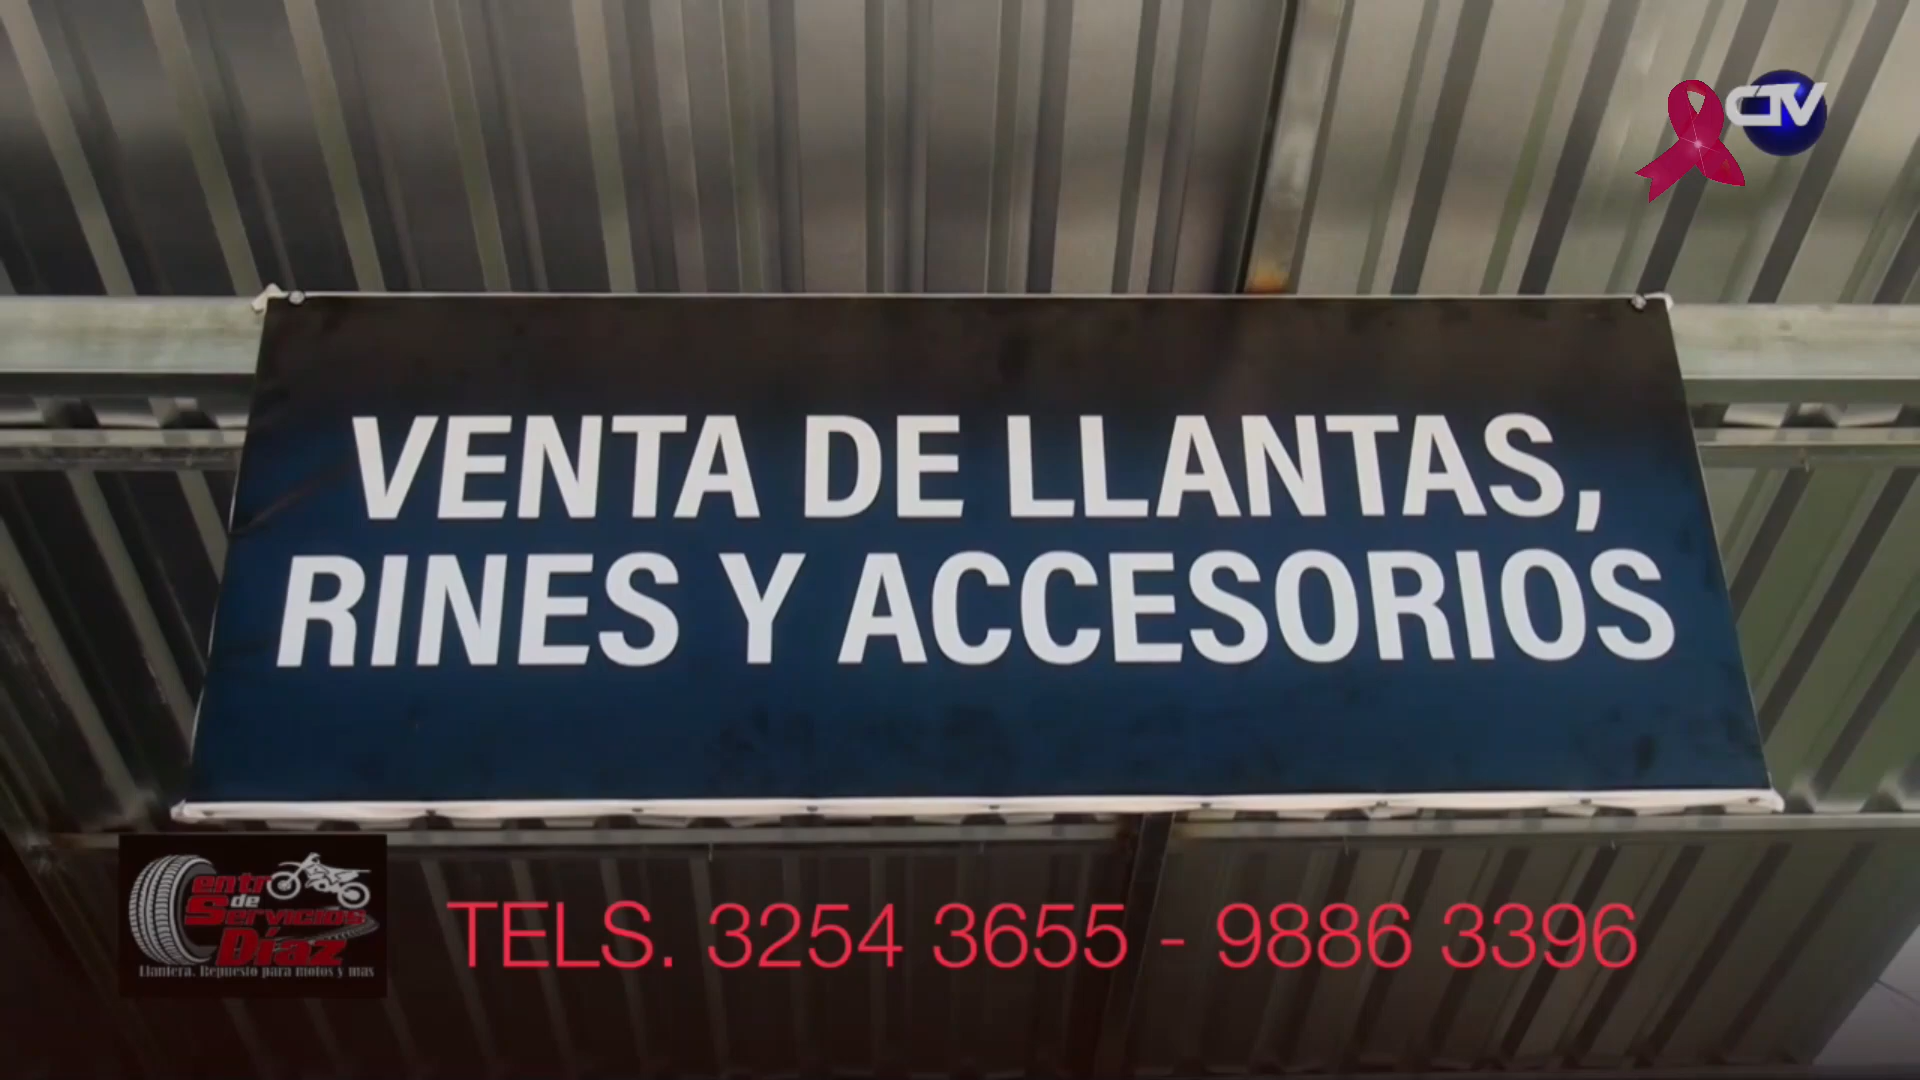 CTV
VENTA DE LLANTAS,
RINES Y ACCESORIOS
Centro
de
Servicios
Díaz
Llantera. Repuesto para motos y mas
TELS. 3254 3655 - 9886 3396